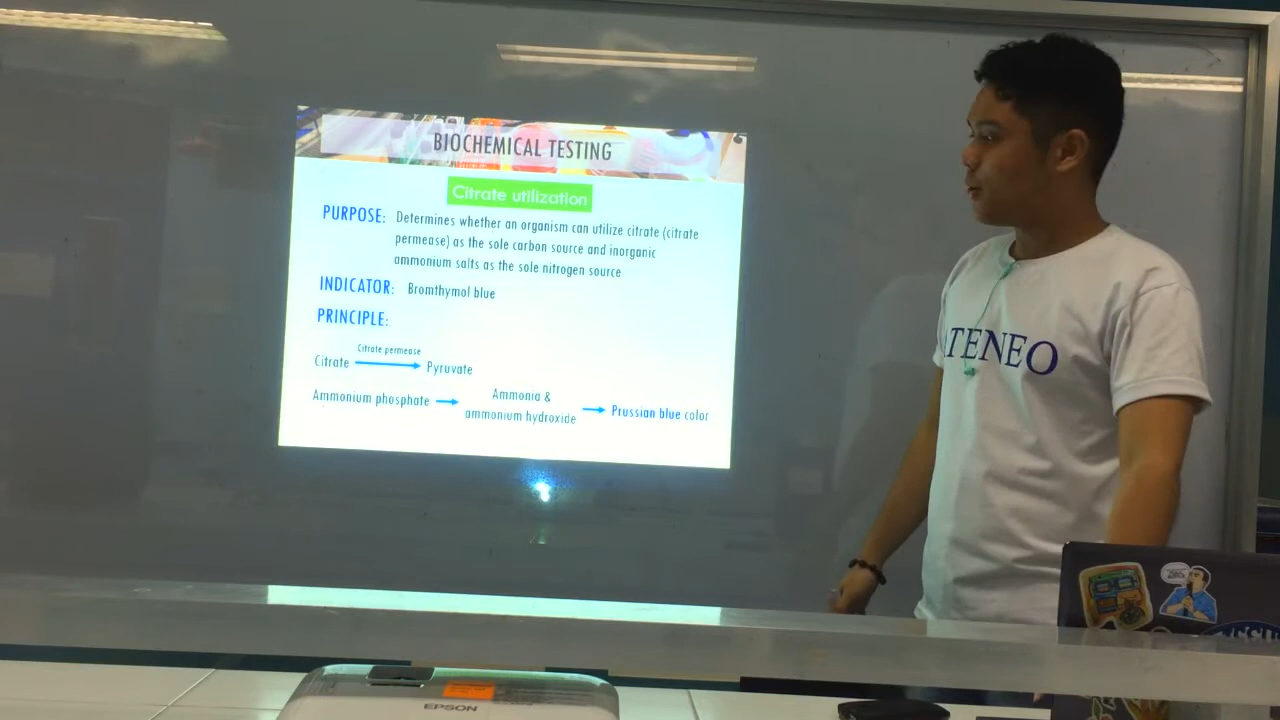 BIOCHEMICAL TESTING
Citrate utilization
PURPOSE: Determines whether an organism can utilize citrate (citrate
permease) as the sole carbon source and inorganic
ammonium salts as the sole nitrogen source
INDICATOR: Bromthymol blue
PRINCIPLE:
Citrate Citrate permease Pyruvate
Ammonium phosphate Ammonia &
ammonium hydroxide Prussian blue color
ATENEO
EPSON